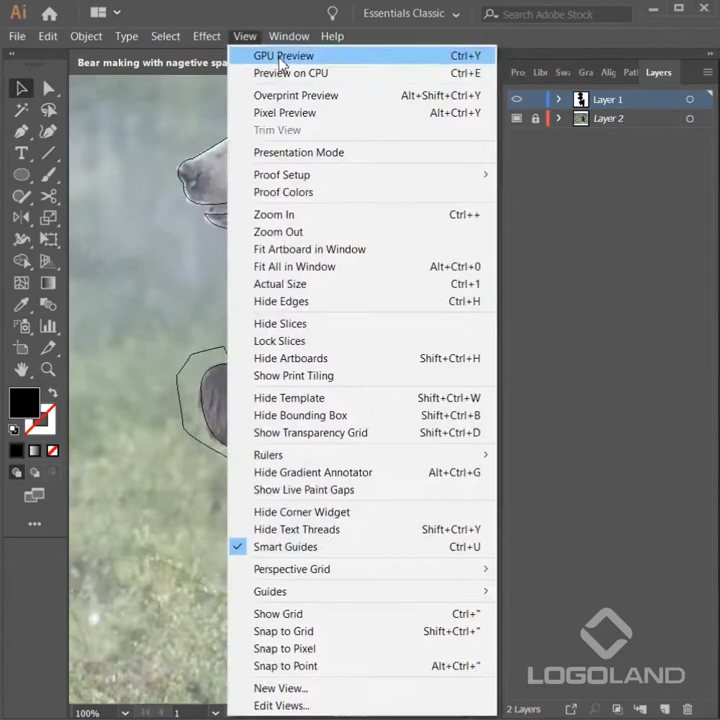 Ai
Essentials Classic
Search Adobe Stock
File Edit Object Type Select Effect View Window Help
Bear making with nagetive spa
GPU Preview Ctrl+Y
Preview on CPU Ctrl+E
Overprint Preview Alt+Shift+Ctrl+Y
Pixel Preview Alt+Ctrl+Y
Trim View
Presentation Mode
Proof Setup
Proof Colors
Zoom In Ctrl++
Zoom Out
Fit Artboard in Window
Fit All in Window Alt+Ctrl+0
Actual Size Ctrl+1
Hide Edges Ctrl+H
Hide Slices
Lock Slices
Hide Artboards Shift+Ctrl+H
Show Print Tiling
Hide Template Shift+Ctrl+W
Hide Bounding Box Shift+Ctrl+B
Show Transparency Grid Shift+Ctrl+D
Rulers
Hide Gradient Annotator Alt+Ctrl+G
Show Live Paint Gaps
Hide Corner Widget
Hide Text Threads Shift+Ctrl+Y
Smart Guides Ctrl+U
Perspective Grid
Guides
Show Grid Ctrl+"
Snap to Grid Shift+Ctrl+"
Snap to Pixel
Snap to Point Alt+Ctrl+"
New View...
Edit Views...
Pro Libr Swa Gra Alig Path Layers
Layer 1
Layer 2
LOGOLAND
2 Layers
100% 1